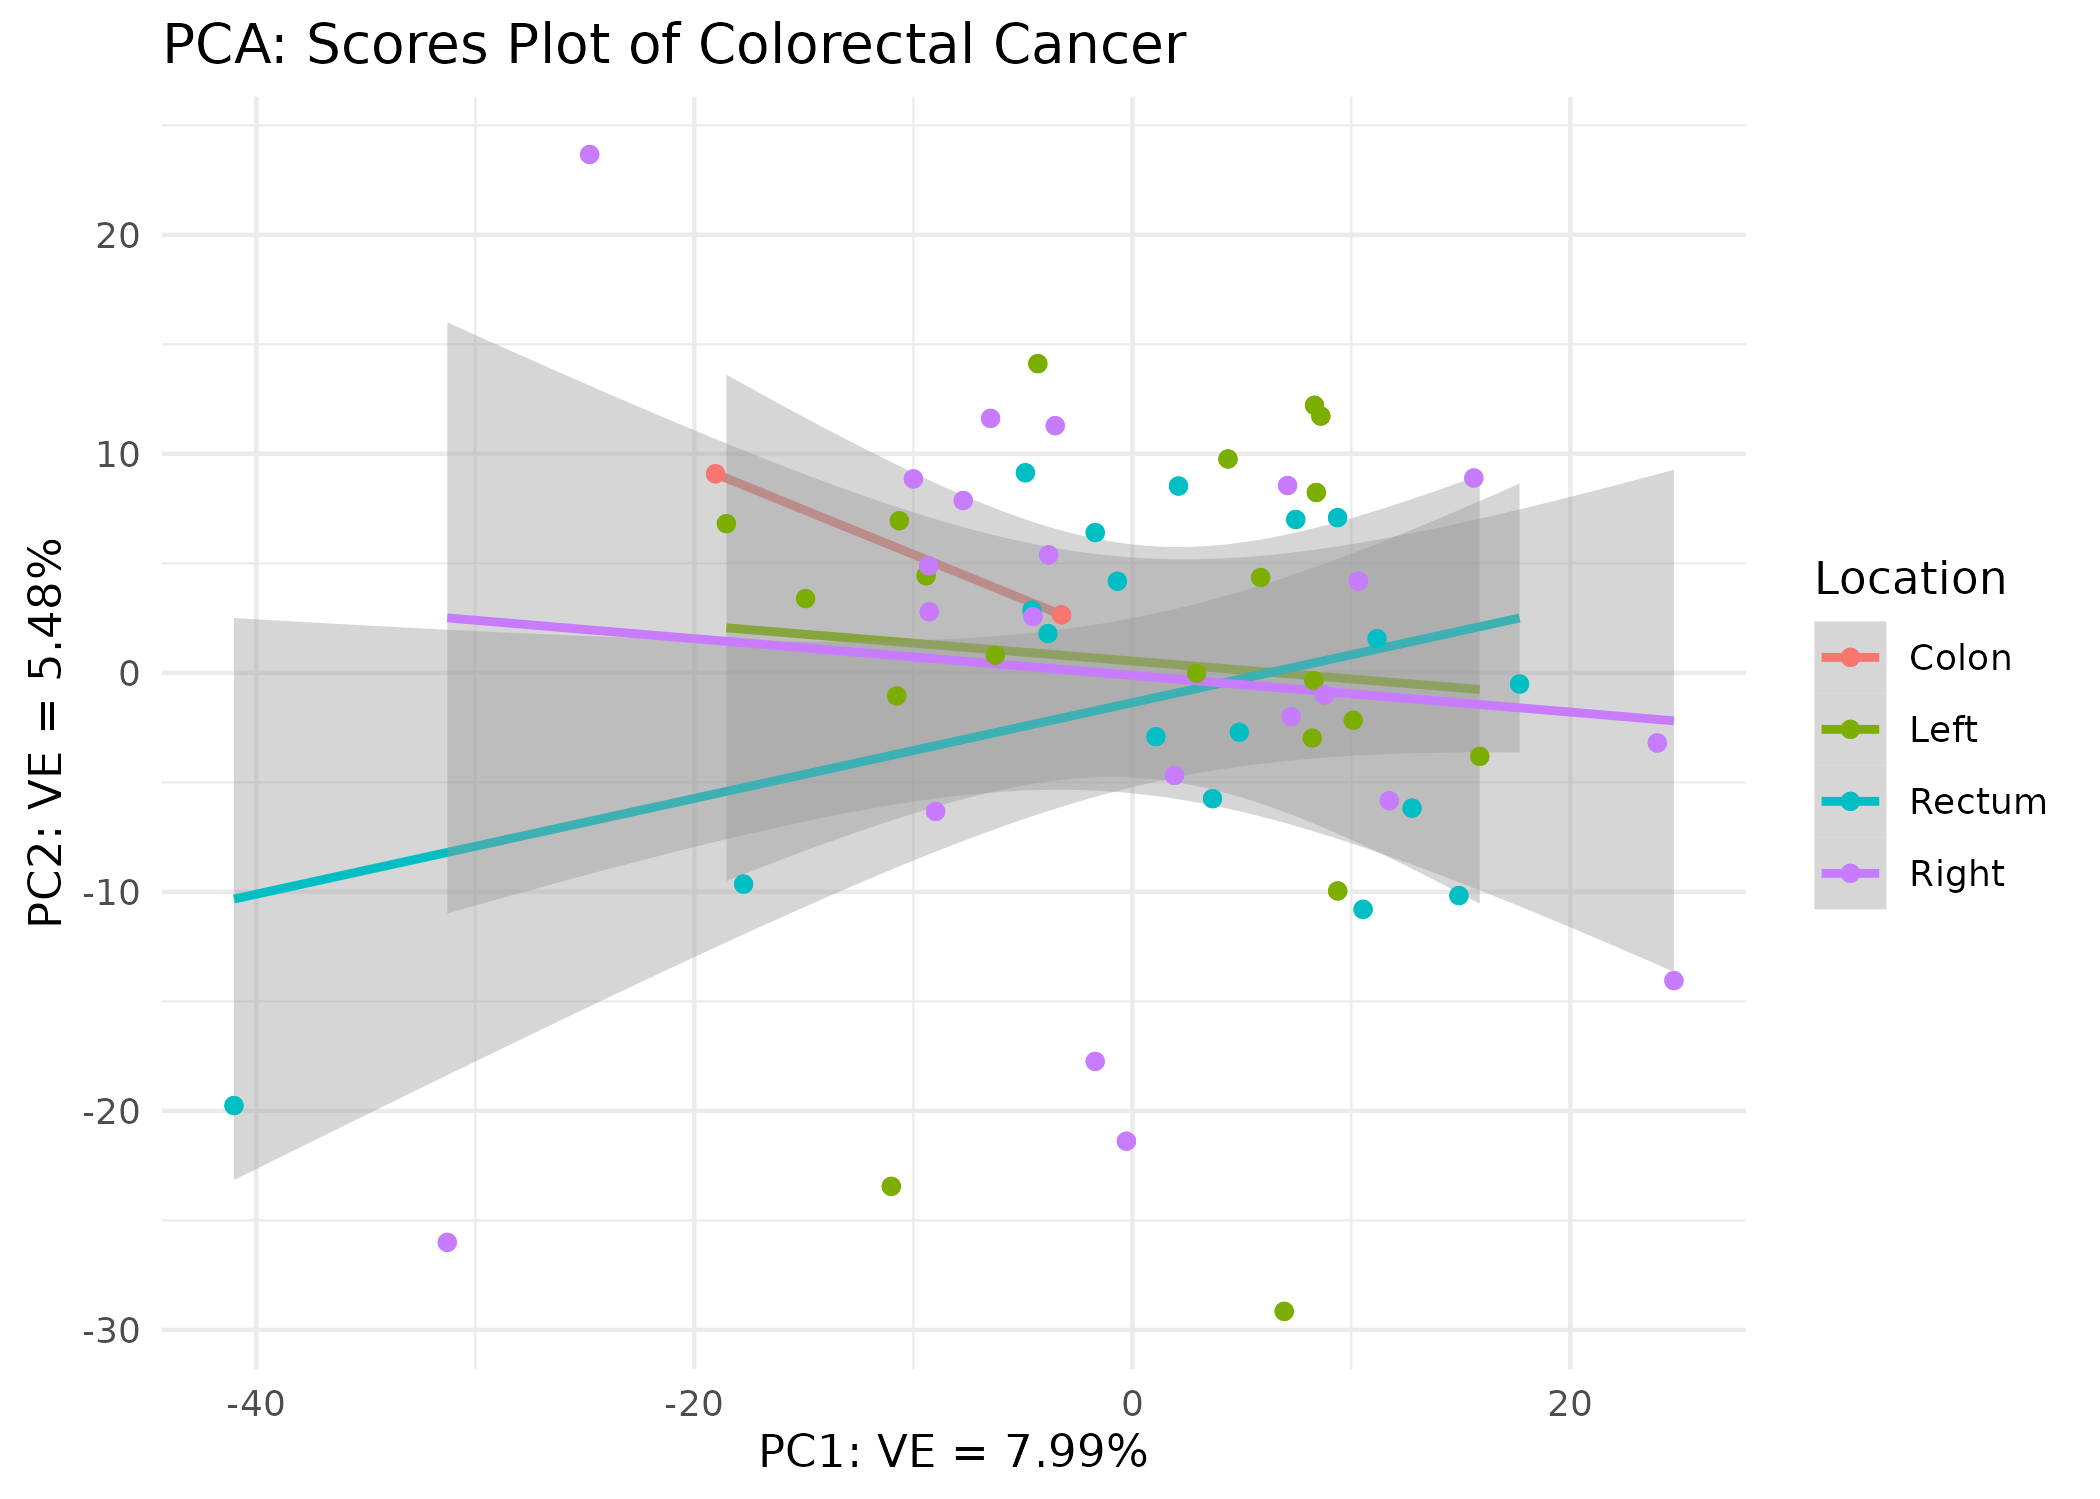 PCA: Scores Plot of Colorectal Cancer
20
10
0
-10
-20
-30
PC2: VE = 5.48%
-40
-20
0
20
PC1: VE = 7.99%
Location
Colon
Left
Rectum
Right